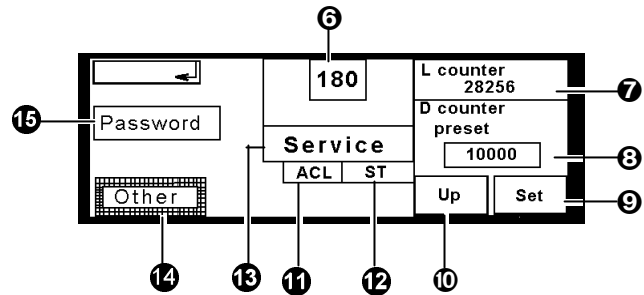 6
180
L counter
28256
7
D counter
preset
15
Password
10000
8
Service
ACL
ST
Other
Up
Set
9
14
13
11
12
10